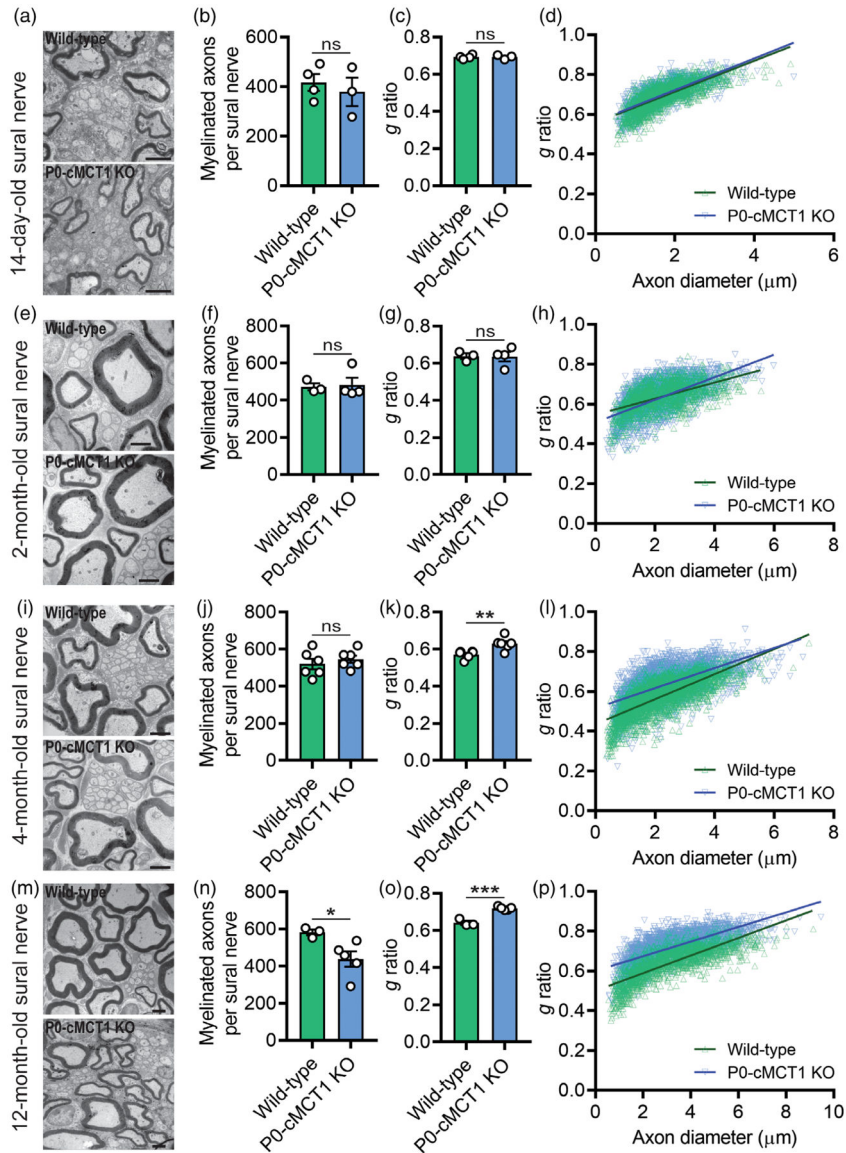 (a)
Wild-type
P0-cMCT1 KO
14-day-old sural nerve
(b)
Myelinated axons
per sural nerve
600
400
200
0
ns
Wild-type
P0-cMCT1 KO
(c)
g ratio
0.8
0.6
0.4
0.2
0.0
ns
Wild-type
P0-cMCT1 KO
(d)
g ratio
1.0
0.8
0.6
0.4
0.2
0.0
Wild-type
P0-cMCT1 KO
0 2 4 6
Axon diameter (μm)
(e)
Wild-type
P0-cMCT1 KO
2-month-old sural nerve
(f)
Myelinated axons
per sural nerve
800
600
400
200
0
ns
Wild-type
P0-cMCT1 KO
(g)
g ratio
0.8
0.6
0.4
0.2
0.0
ns
Wild-type
P0-cMCT1 KO
(h)
g ratio
1.0
0.8
0.6
0.4
0.2
0.0
Wild-type
P0-cMCT1 KO
0 2 4 6 8
Axon diameter (μm)
(i)
Wild-type
P0-cMCT1 KO
4-month-old sural nerve
(j)
Myelinated axons
per sural nerve
800
600
400
200
0
ns
Wild-type
P0-cMCT1 KO
(k)
g ratio
0.8
0.6
0.4
0.2
0.0
**
Wild-type
P0-cMCT1 KO
(l)
g ratio
1.0
0.8
0.6
0.4
0.2
0.0
Wild-type
P0-cMCT1 KO
0 2 4 6 8
Axon diameter (μm)
(m)
Wild-type
P0-cMCT1 KO
12-month-old sural nerve
(n)
Myelinated axons
per sural nerve
800
600
400
200
0
*
Wild-type
P0-cMCT1 KO
(o)
g ratio
0.8
0.6
0.4
0.2
0.0
***
Wild-type
P0-cMCT1 KO
(p)
g ratio
1.0
0.8
0.6
0.4
0.2
0.0
Wild-type
P0-cMCT1 KO
0 2 4 6 8 10
Axon diameter (μm)